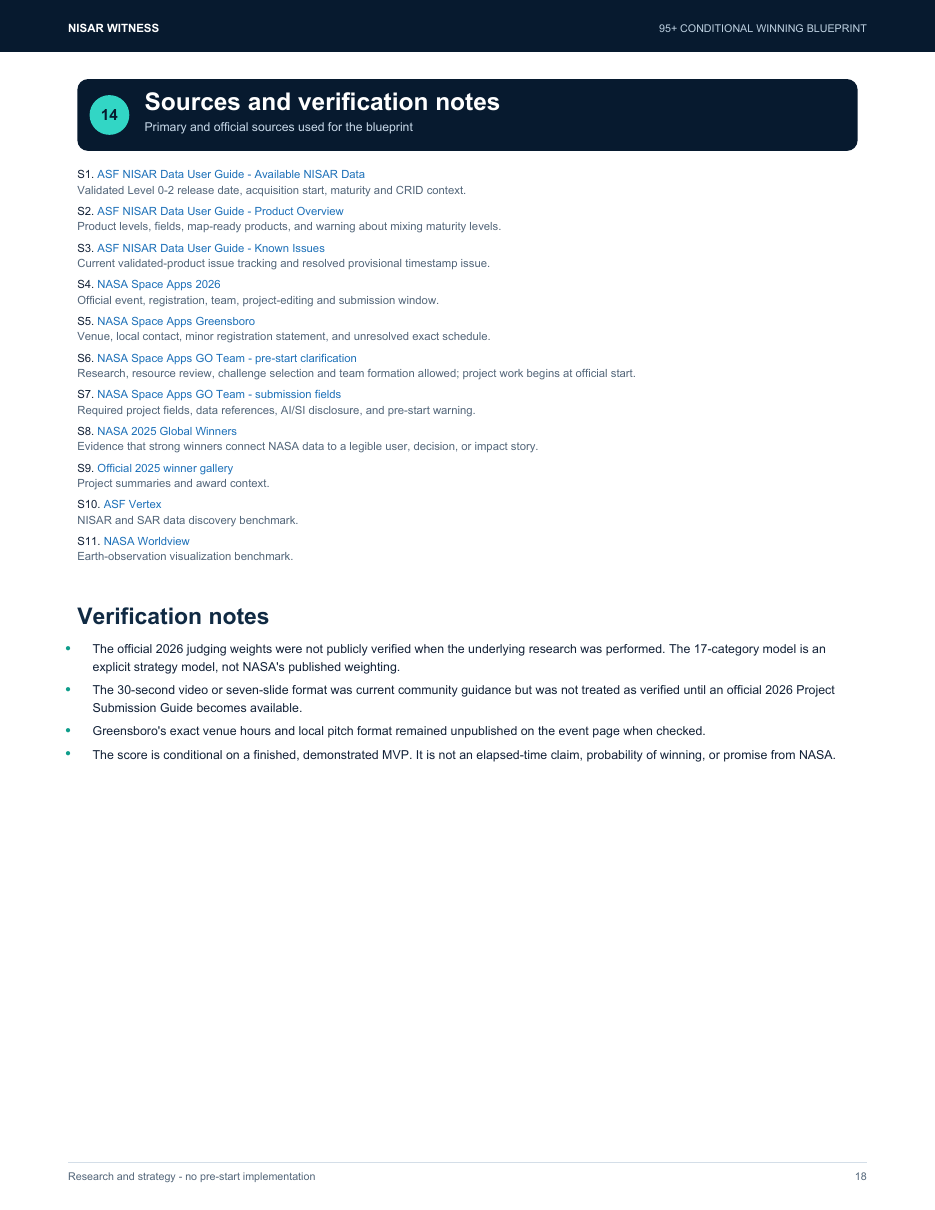 NISAR WITNESS
95+ CONDITIONAL WINNING BLUEPRINT
14
Sources and verification notes
Primary and official sources used for the blueprint
S1. ASF NISAR Data User Guide - Available NISAR Data
Validated Level 0-2 release date, acquisition start, maturity and CRID context.
S2. ASF NISAR Data User Guide - Product Overview
Product levels, fields, map-ready products, and warning about mixing maturity levels.
S3. ASF NISAR Data User Guide - Known Issues
Current validated-product issue tracking and resolved provisional timestamp issue.
S4. NASA Space Apps 2026
Official event, registration, team, project-editing and submission window.
S5. NASA Space Apps Greensboro
Venue, local contact, minor registration statement, and unresolved exact schedule.
S6. NASA Space Apps GO Team - pre-start clarification
Research, resource review, challenge selection and team formation allowed; project work begins at official start.
S7. NASA Space Apps GO Team - submission fields
Required project fields, data references, AI/SI disclosure, and pre-start warning.
S8. NASA 2025 Global Winners
Evidence that strong winners connect NASA data to a legible user, decision, or impact story.
S9. Official 2025 winner gallery
Project summaries and award context.
S10. ASF Vertex
NISAR and SAR data discovery benchmark.
S11. NASA Worldview
Earth-observation visualization benchmark.
Verification notes
• The official 2026 judging weights were not publicly verified when the underlying research was performed. The 17-category model is an
explicit strategy model, not NASA's published weighting.
• The 30-second video or seven-slide format was current community guidance but was not treated as verified until an official 2026 Project
Submission Guide becomes available.
• Greensboro's exact venue hours and local pitch format remained unpublished on the event page when checked.
• The score is conditional on a finished, demonstrated MVP. It is not an elapsed-time claim, probability of winning, or promise from NASA.
Research and strategy - no pre-start implementation
18